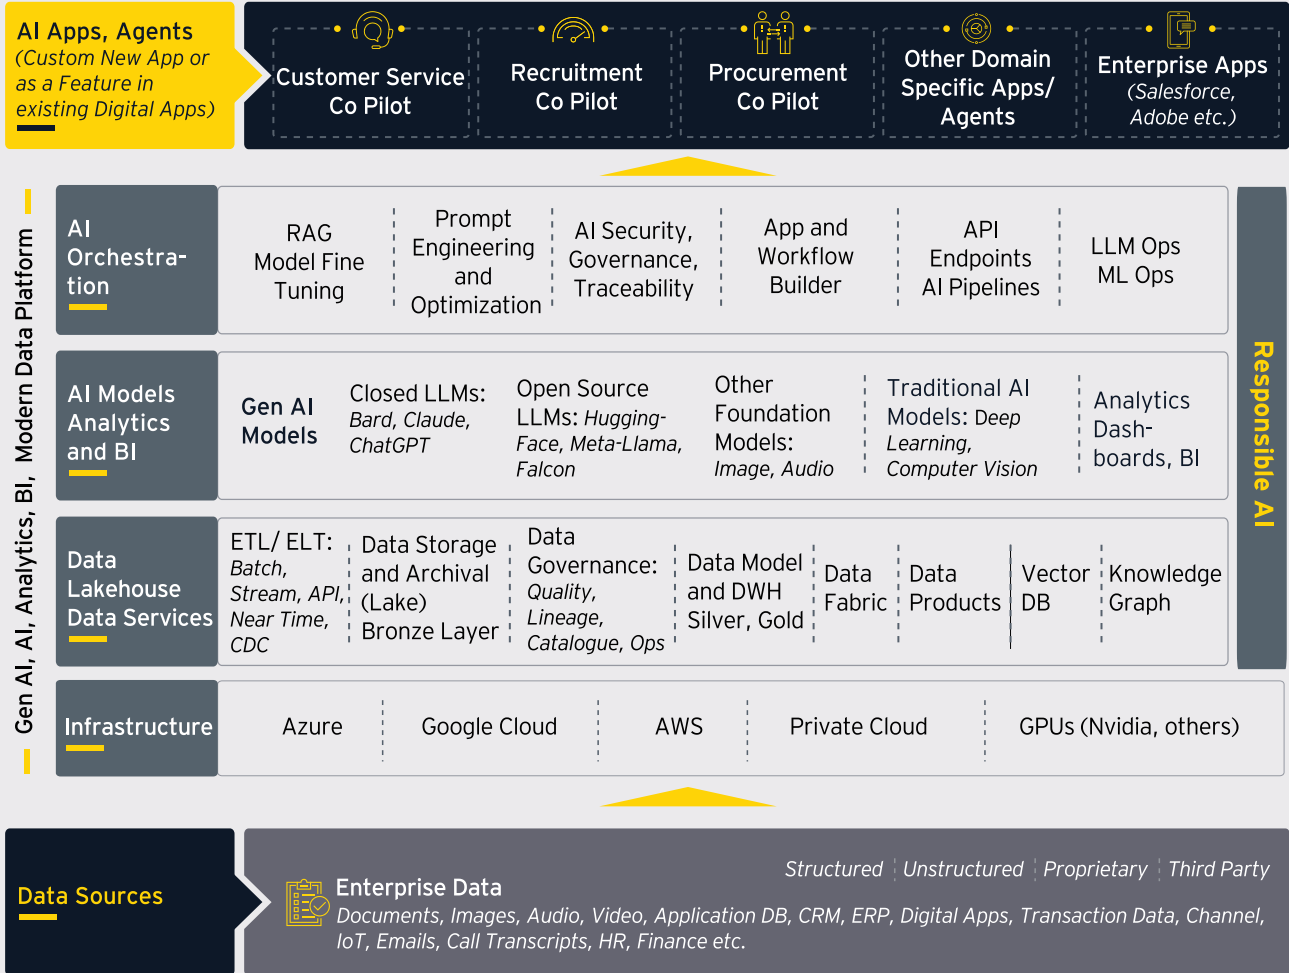 AI Apps, Agents
(Custom New App or
as a Feature in
existing Digital Apps)
Customer Service
Co Pilot
Recruitment
Co Pilot
Procurement
Co Pilot
Other Domain
Specific Apps/
Agents
Enterprise Apps
(Salesforce,
Adobe etc.)
Gen AI, AI, Analytics, BI, Modern Data Platform
AI
Orchestra-
tion
RAG
Model Fine
Tuning
Prompt
Engineering
and
Optimization
AI Security,
Governance,
Traceability
App and
Workflow
Builder
API
Endpoints
AI Pipelines
LLM Ops
ML Ops
Responsible AI
AI Models
Analytics
and BI
Gen AI
Models
Closed LLMs:
Bard, Claude,
ChatGPT
Open Source
LLMs: Hugging-
Face, Meta-Llama,
Falcon
Other
Foundation
Models:
Image, Audio
Traditional AI
Models: Deep
Learning,
Computer Vision
Analytics
Dash-
boards, BI
Data
Lakehouse
Data Services
ETL/ ELT:
Batch,
Stream, API,
Near Time,
CDC
Data Storage
and Archival
(Lake)
Bronze Layer
Data
Governance:
Quality,
Lineage,
Catalogue, Ops
Data Model
and DWH
Silver, Gold
Data
Fabric
Data
Products
Vector
DB
Knowledge
Graph
Infrastructure
Azure
Google Cloud
AWS
Private Cloud
GPUs (Nvidia, others)
Data Sources
Structured
Unstructured
Proprietary
Third Party
Enterprise Data
Documents, Images, Audio, Video, Application DB, CRM, ERP, Digital Apps, Transaction Data, Channel,
IoT, Emails, Call Transcripts, HR, Finance etc.